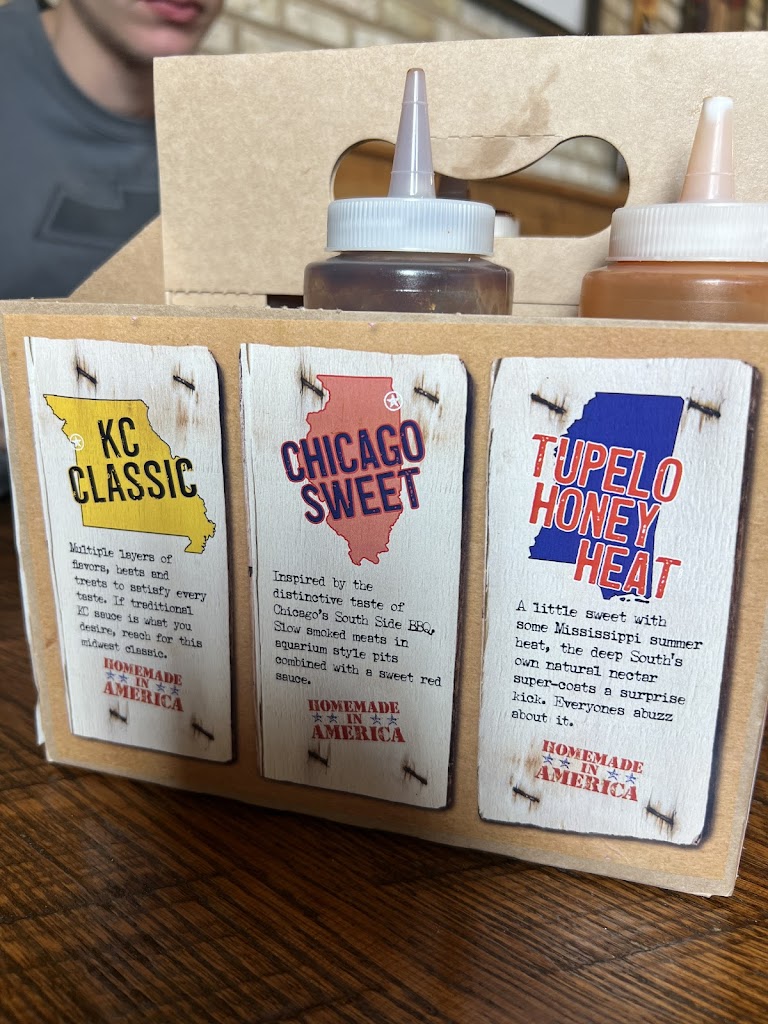 KC
CLASSIC
Multiple layers of
flavors, heats and
treats to satisfy every
taste. If traditional
KC sauce is what you
desire, reach for this
midwest classic.
HOMEMADE
IN
AMERICA
CHICAGO
SWEET
Inspired by the
distinctive taste of
Chicago's South Side BBQ,
Slow smoked meats in
aquarium style pits
combined with a sweet red
sauce.
HOMEMADE
IN
AMERICA
TUPELO
HONEY
HEAT
A little sweet with
some Mississippi summer
heat, the deep South's
own natural nectar
super-coats a surprise
kick. Everyones abuzz
about it.
HOMEMADE
IN
AMERICA